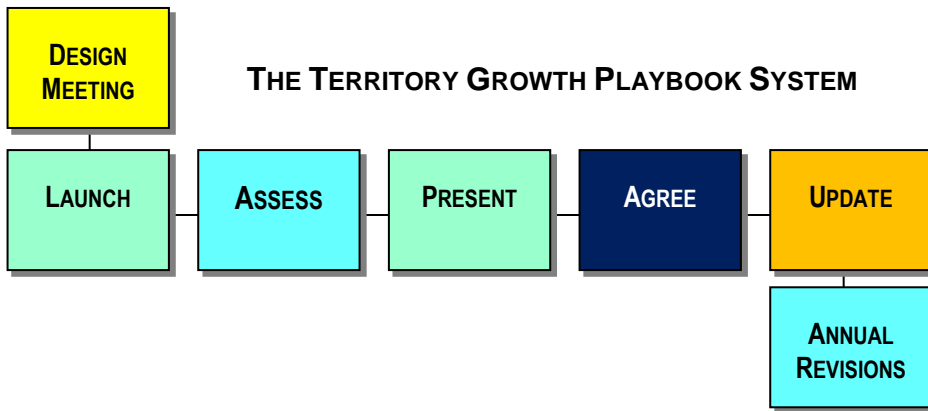 DESIGN
MEETING
THE TERRITORY GROWTH PLAYBOOK SYSTEM
LAUNCH
ASSESS
PRESENT
AGREE
UPDATE
ANNUAL
REVISIONS